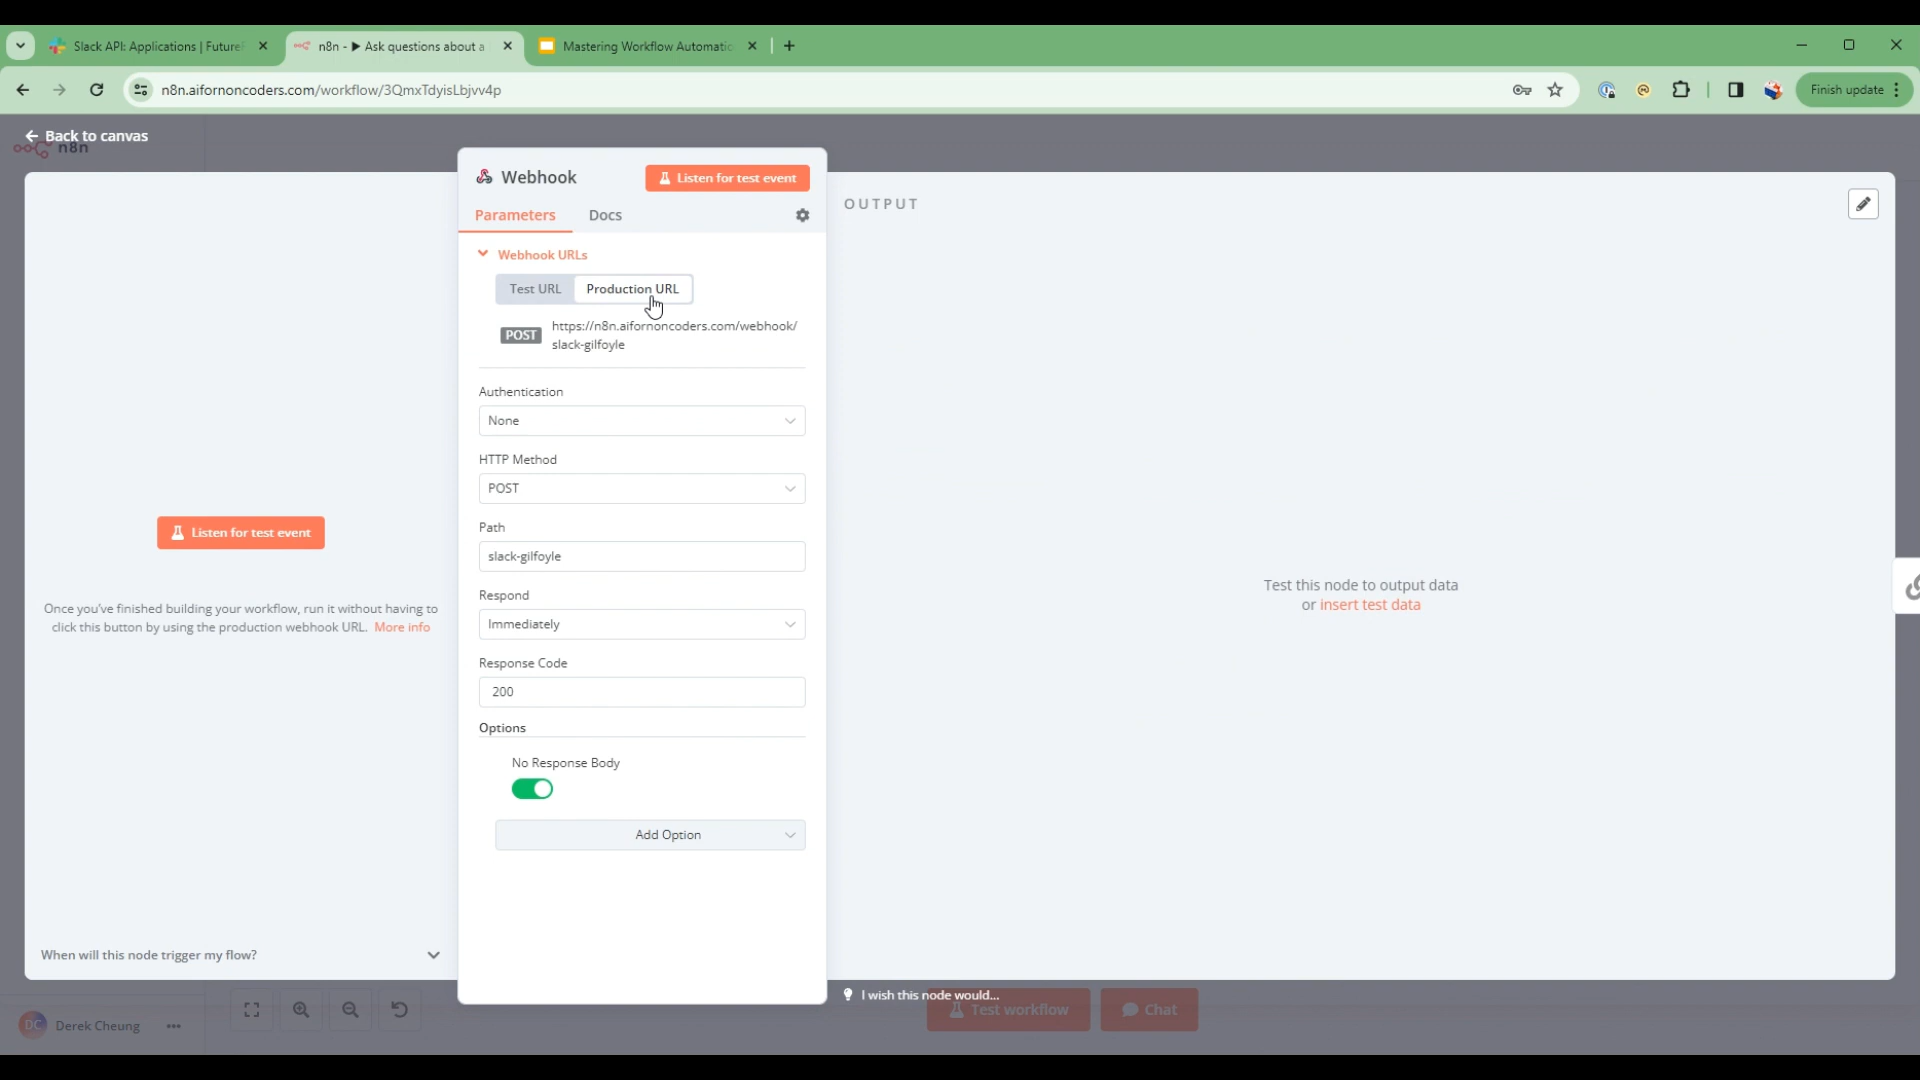 Slack API: Applications | Future
n8n - ▶ Ask questions about a
Mastering Workflow Automatic
n8n.aifornoncoders.com/workflow/3QmxTdyisLbjvv4p
Finish update
Back to canvas
n8n
Webhook
Listen for test event
Parameters
Docs
OUTPUT
Webhook URLs
Test URL
Production URL
POST
https://n8n.aifornoncoders.com/webhook/
slack-gilfoyle
Authentication
None
HTTP Method
POST
Path
slack-gilfoyle
Respond
Immediately
Response Code
200
Options
No Response Body
Add Option
Listen for test event
Once you've finished building your workflow, run it without having to
click this button by using the production webhook URL. More info
When will this node trigger my flow?
Test this node to output data
or insert test data
I wish this node would...
DC
Derek Cheung
Test workflow
Chat